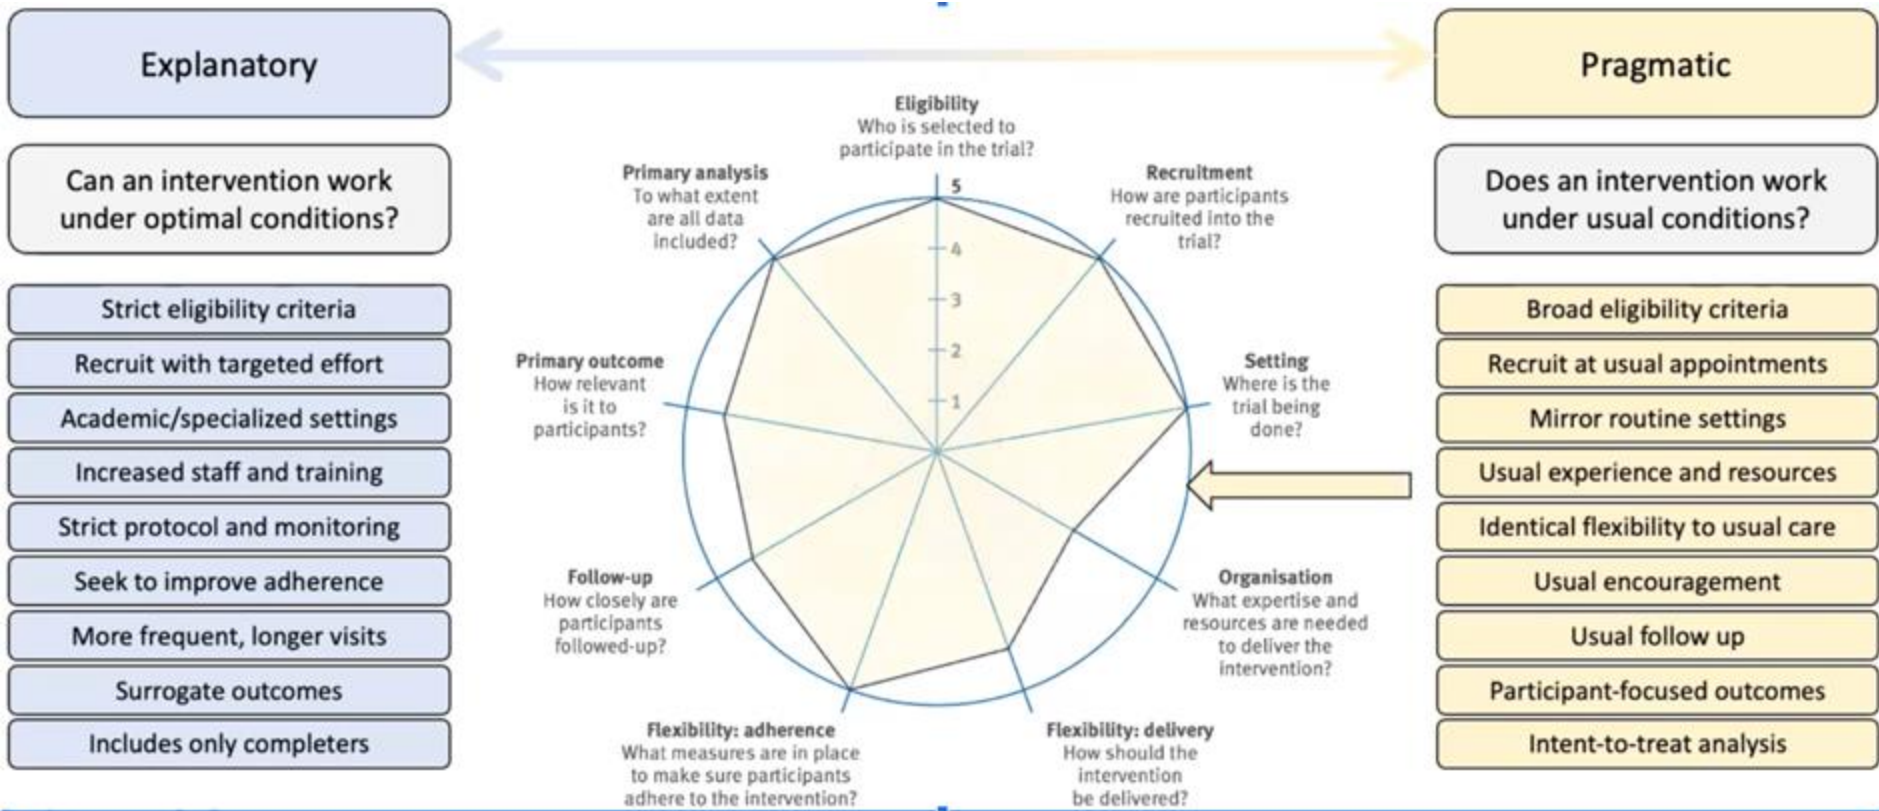 Explanatory
Can an intervention work
under optimal conditions?
Strict eligibility criteria
Recruit with targeted effort
Academic/specialized settings
Increased staff and training
Strict protocol and monitoring
Seek to improve adherence
More frequent, longer visits
Surrogate outcomes
Includes only completers
Eligibility
Who is selected to
participate in the trial?
Primary analysis
To what extent
are all data
included?
Recruitment
How are participants
recruited into the
trial?
5
4
3
2
1
Primary outcome
How relevant
is it to
participants?
Setting
Where is the
trial being
done?
Follow-up
How closely are
participants
followed-up?
Organisation
What expertise and
resources are needed
to deliver the
intervention?
Flexibility: adherence
What measures are in place
to make sure participants
adhere to the intervention?
Flexibility: delivery
How should the
intervention
be delivered?
Pragmatic
Does an intervention work
under usual conditions?
Broad eligibility criteria
Recruit at usual appointments
Mirror routine settings
Usual experience and resources
Identical flexibility to usual care
Usual encouragement
Usual follow up
Participant-focused outcomes
Intent-to-treat analysis